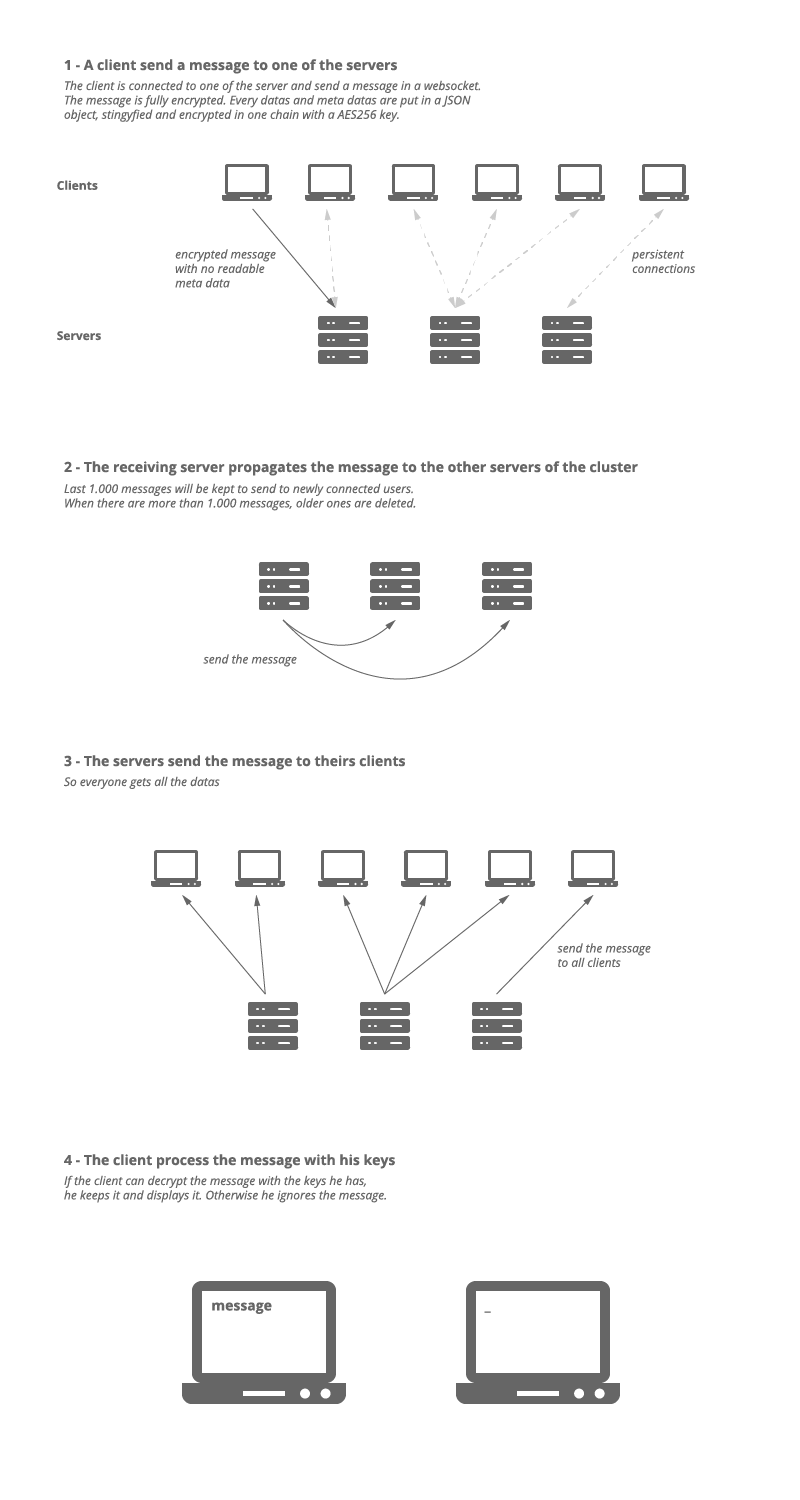 1 - A client send a message to one of the servers
The client is connected to one of the server and send a message in a websocket.
The message is fully encrypted. Every datas and meta datas are put in a JSON
object, stingyfied and encrypted in one chain with a AES256 key.
Clients
encrypted message
with no readable
meta data
persistent
connections
Servers
2 - The receiving server propagates the message to the other servers of the cluster
Last 1.000 messages will be kept to send to newly connected users.
When there are more than 1.000 messages, older ones are deleted.
send the message
3 - The servers send the message to theirs clients
So everyone gets all the datas
send the message
to all clients
4 - The client process the message with his keys
If the client can decrypt the message with the keys he has,
he keeps it and displays it. Otherwise he ignores the message.
message
_